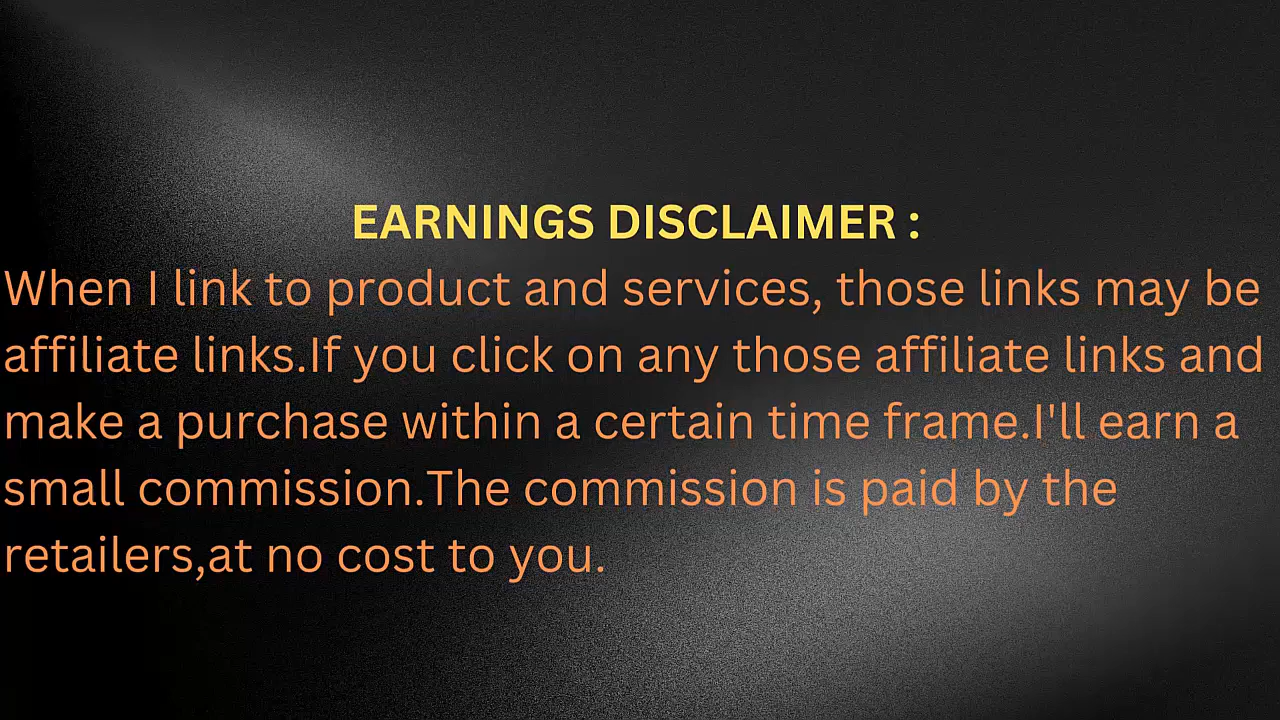 EARNINGS DISCLAIMER :
When I link to product and services, those links may be
affiliate links.If you click on any those affiliate links and
make a purchase within a certain time frame.I'll earn a
small commission.The commission is paid by the
retailers,at no cost to you.